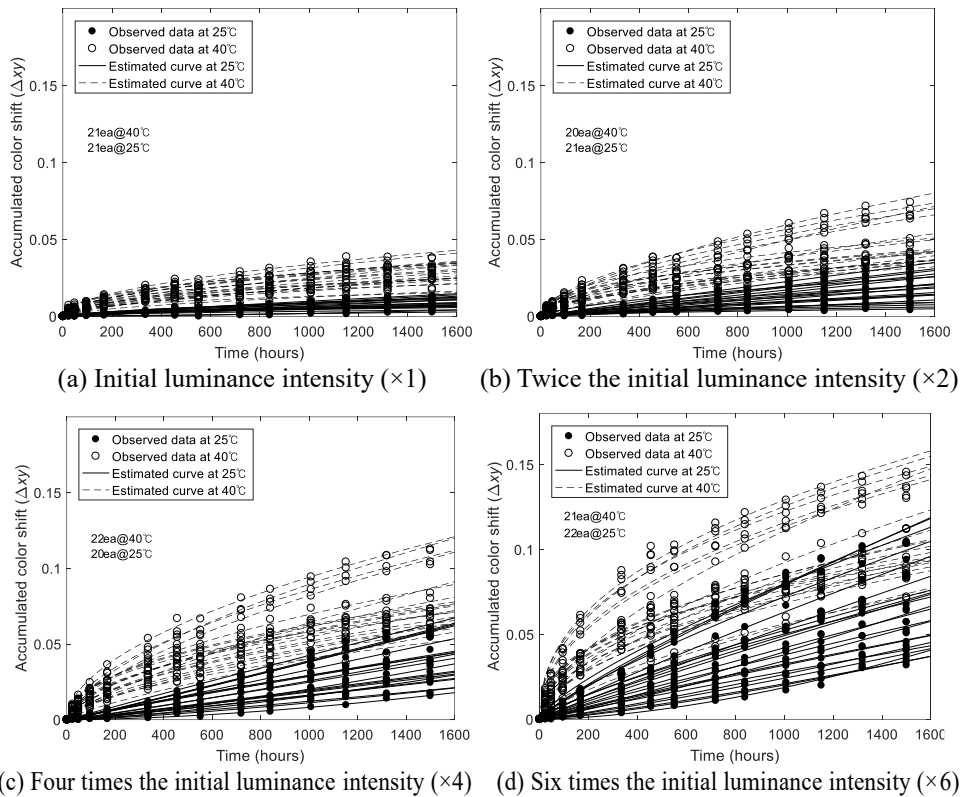 Observed data at 25℃
Observed data at 40℃
Estimated curve at 25℃
Estimated curve at 40℃
21ea@40℃
21ea@25℃
Accumulated color shift (Δxy)
0.15
0.1
0.05
0
0 200 400 600 800 1000 1200 1400 1600
Time (hours)
(a) Initial luminance intensity (×1)
Observed data at 25℃
Observed data at 40℃
Estimated curve at 25℃
Estimated curve at 40℃
20ea@40℃
21ea@25℃
Accumulated color shift (Δxy)
0.15
0.1
0.05
0
0 200 400 600 800 1000 1200 1400 1600
Time (hours)
(b) Twice the initial luminance intensity (×2)
Observed data at 25℃
Observed data at 40℃
Estimated curve at 25℃
Estimated curve at 40℃
22ea@40℃
20ea@25℃
Accumulated color shift (Δxy)
0.15
0.1
0.05
0
0 200 400 600 800 1000 1200 1400 1600
Time (hours)
(c) Four times the initial luminance intensity (×4)
Observed data at 25℃
Observed data at 40℃
Estimated curve at 25℃
Estimated curve at 40℃
21ea@40℃
22ea@25℃
Accumulated color shift (Δxy)
0.15
0.1
0.05
0
0 200 400 600 800 1000 1200 1400 1600
Time (hours)
(d) Six times the initial luminance intensity (×6)